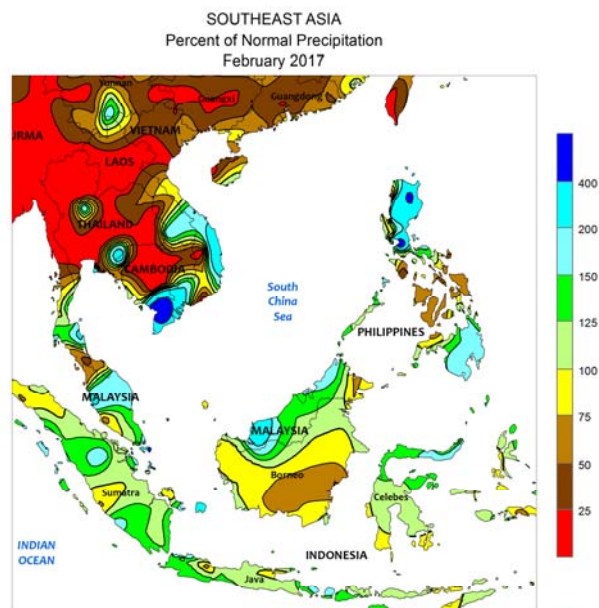 SOUTHEAST ASIA
Percent of Normal Precipitation
February 2017
Yunnan
Guangxi
Guangdong
URMA
VIETNAM
LAOS
THAILAND
CAMBODIA
South
China
Sea
PHILIPPINES
MALAYSIA
MALAYSIA
Borneo
Sumatra
Celebes
INDIAN
OCEAN
INDONESIA
Java
400
200
150
125
100
75
50
25